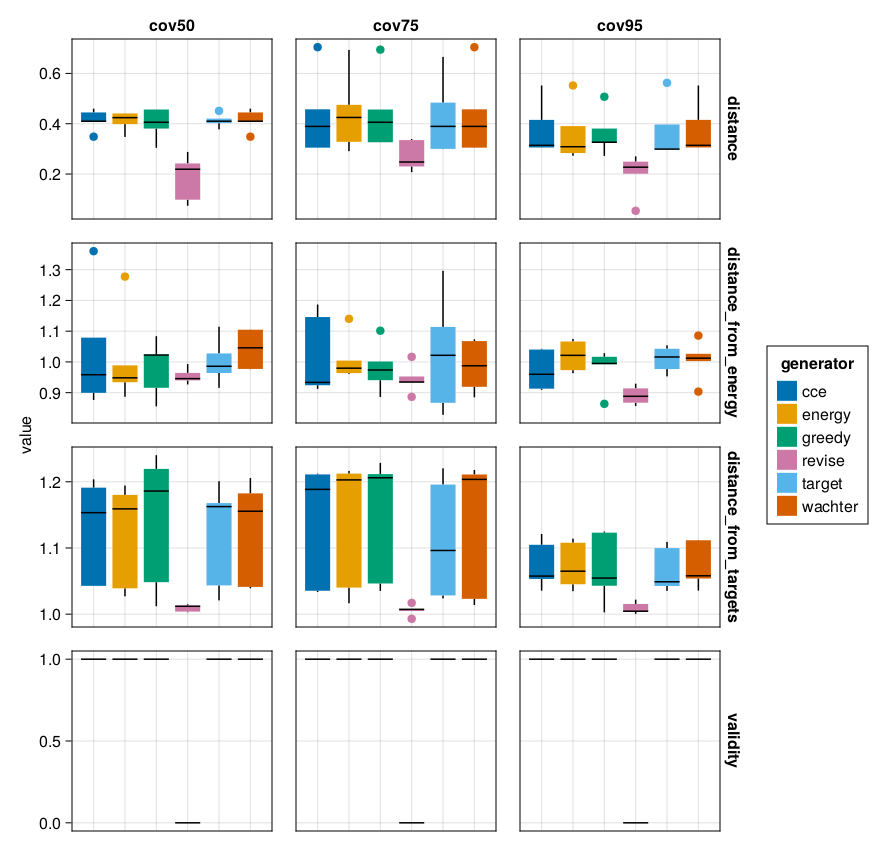 cov50 cov75 cov95
0.6
0.4
0.2
distance
1.3
1.2
1.1
1.0
0.9
distance_from_energy
value
1.2
1.1
1.0
distance_from_targets
1.0
0.5
0.0
validity
generator
cce
energy
greedy
revise
target
wachter